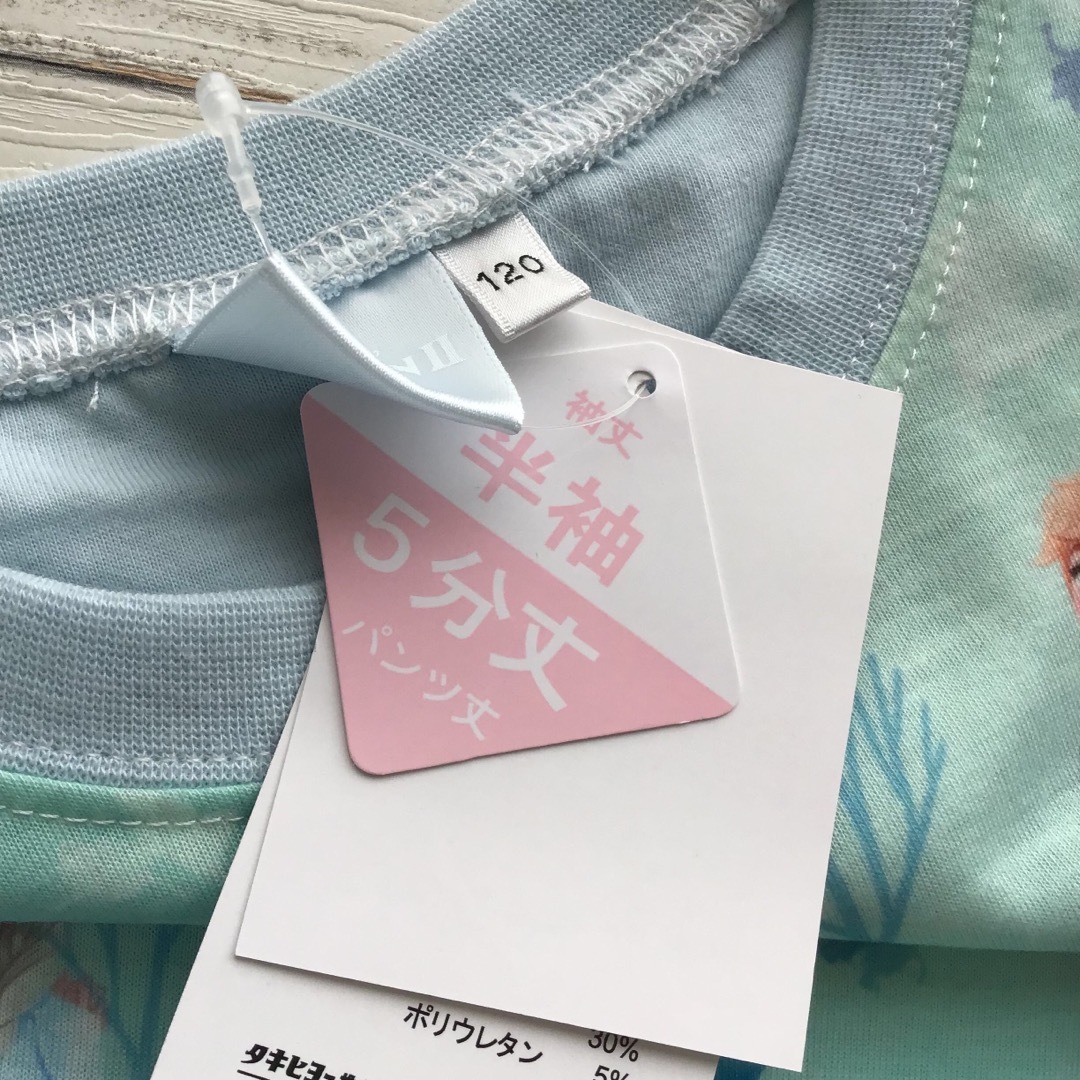 120
袖丈
半袖
5分丈
パンツ丈
30%
ポリウレタン 5%
タキヒヨー